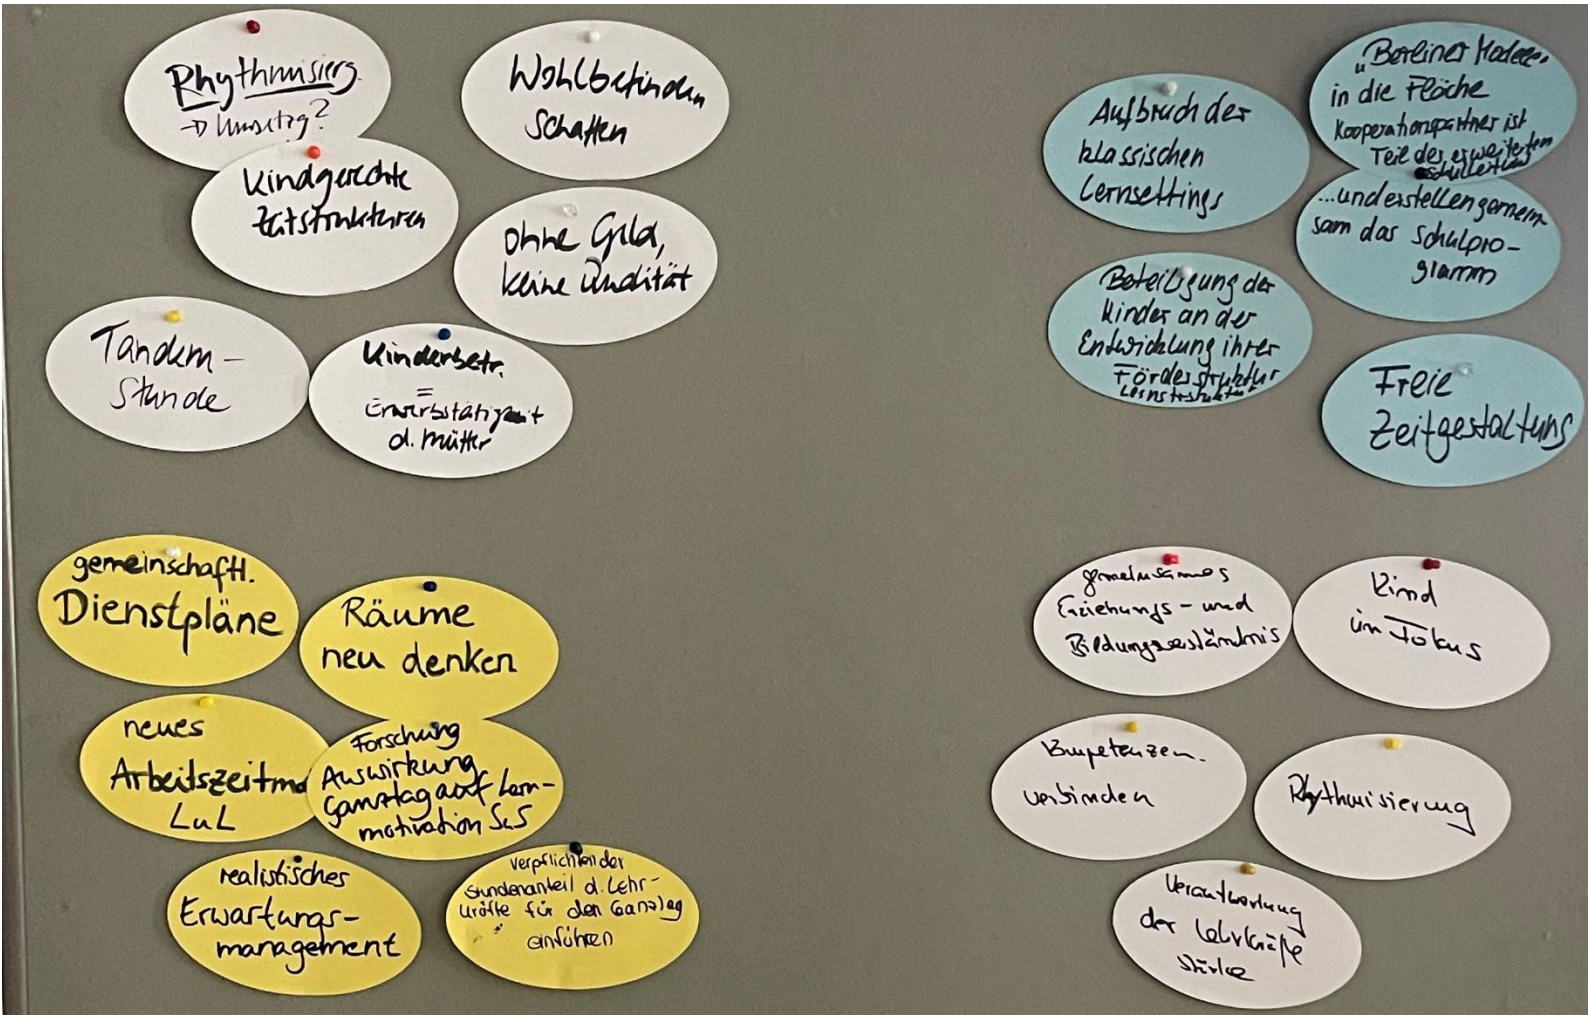 Rhythmisierg.
→ Umsetzg?
Kindgerechte
Zeitstrukturen
Wohlbefinden
schaffen
ohne Geld,
keine Qualität
Tandem-
Stunde
Kinderbetr.
=
Erwerbstätigkeit
d. Mütter
Aufbruch der
klassischen
Lernsettings
„Berliner Modell“
in die Fläche
Kooperationspartner ist
Teil der erweiterten
Schulleitung
...und erstellen gemein-
sam das Schulpro-
gramm
Beteiligung der
Kinder an der
Entwicklung ihrer
Förderstruktur
Freie
Zeitgestaltung
gemeinschaftl.
Dienstpläne
Räume
neu denken
neues
Arbeitszeitmo
LuL
Forschung
Auswirkung
Ganztag auf Lern-
motivation SuS
realistisches
Erwartungs-
management
verpflichtender
Stundenanteil d. Lehr-
kräfte für den Ganztag
einführen
gemeinsames
Erziehungs- und
Bildungsverständnis
Kind
im Fokus
Kompetenzen
verbinden
Rhythmisierung
Verantwortung
der Lehrkräfte
stärke